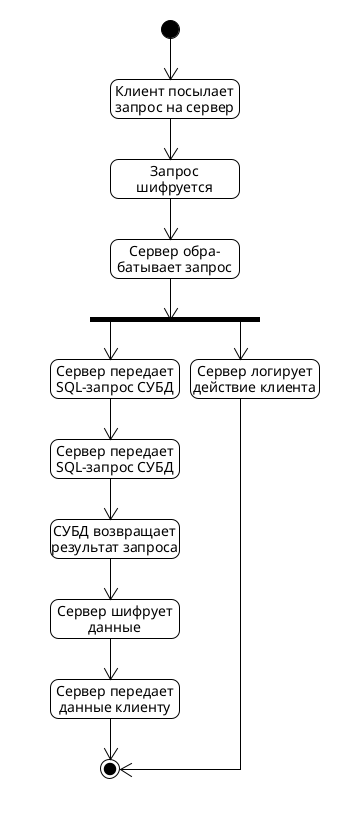 Клиент посылает
запрос на сервер
Запрос
шифруется
Сервер обра-
батывает запрос
Сервер передает
SQL-запрос СУБД
Сервер логирует
действие клиента
Сервер передает
SQL-запрос СУБД
СУБД возвращает
результат запроса
Сервер шифрует
данные
Сервер передает
данные клиенту